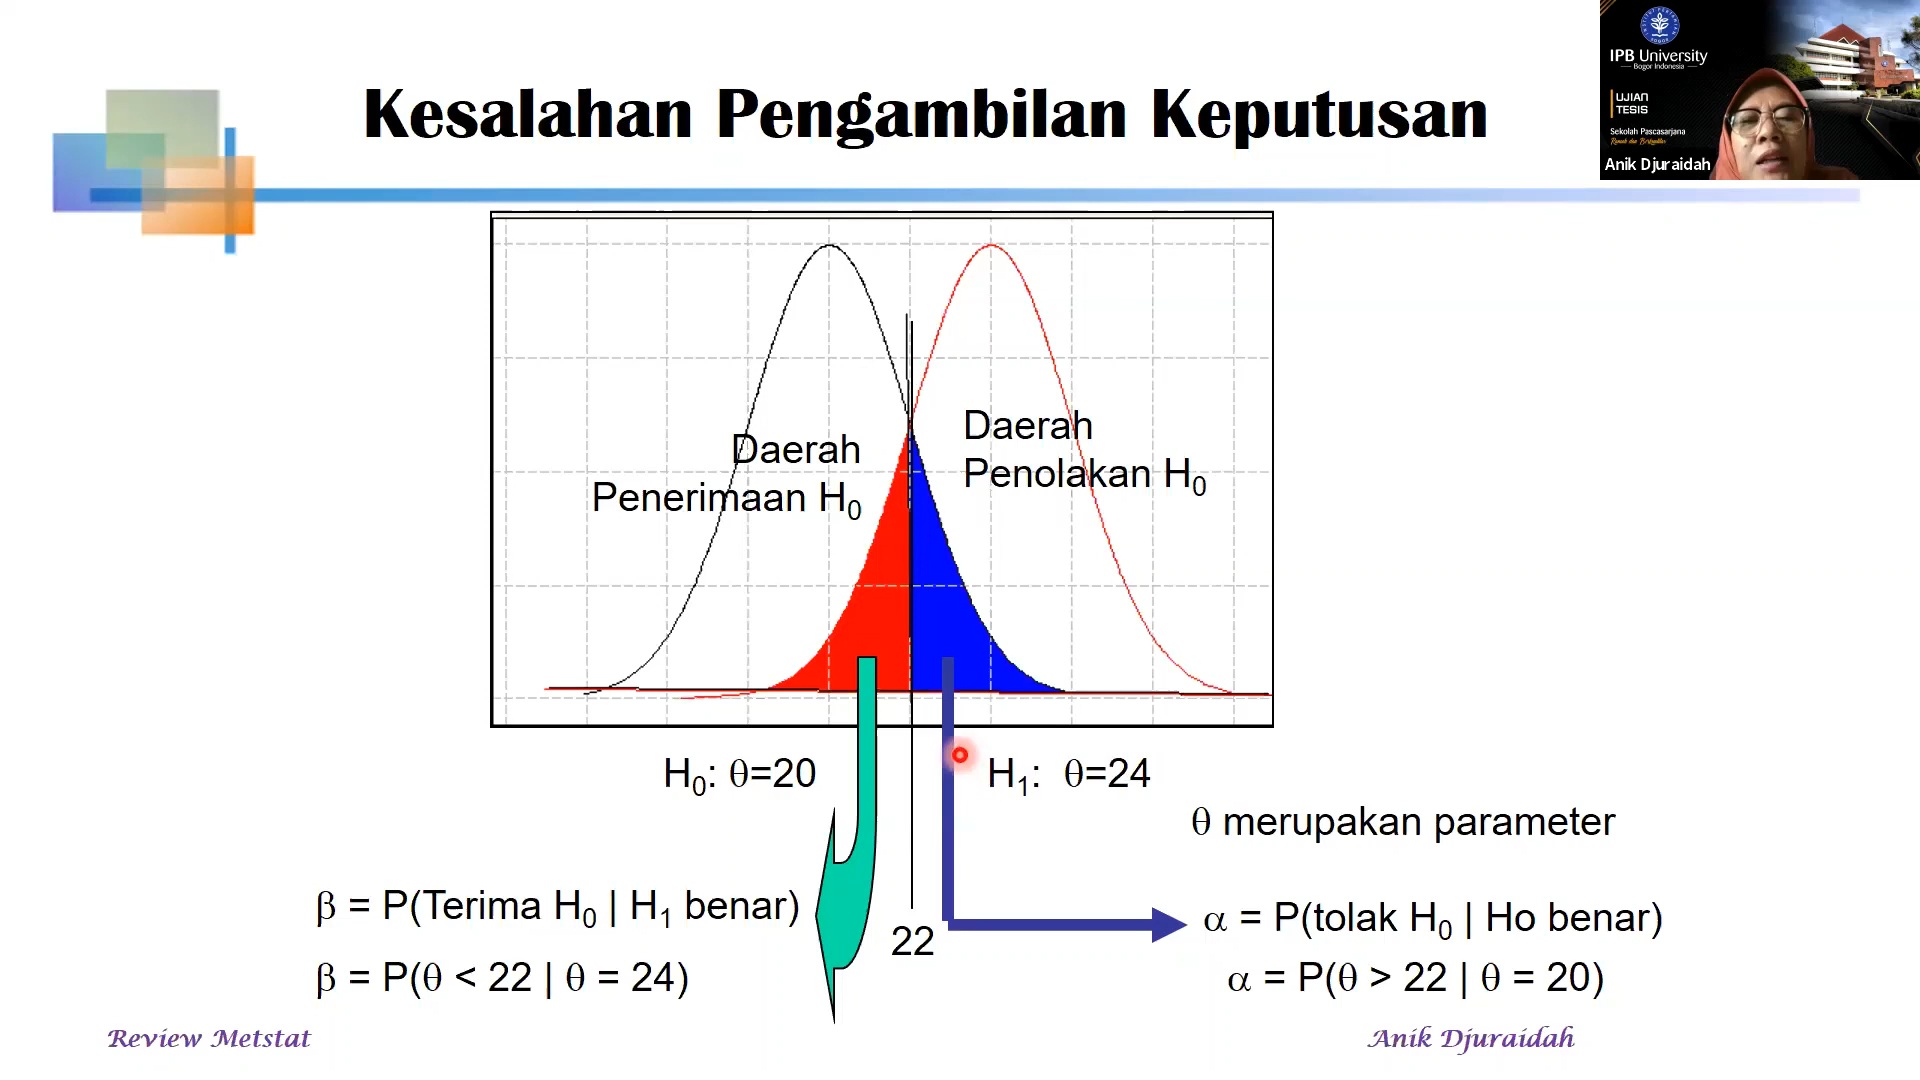 Kesalahan Pengambilan Keputusan
IPB University
Bogor Indonesia
UJIAN
TESIS
Sekolah Pascasarjana
Anik Djuraidah
Daerah
Penerimaan H₀
Daerah
Penolakan H₀
H₀: θ=20
H₁: θ=24
θ merupakan parameter
β = P(Terima H₀ | H₁ benar)
β = P(θ < 22 | θ = 24)
22
α = P(tolak H₀ | Ho benar)
α = P(θ > 22 | θ = 20)
Review Metstat
Anik Djuraidah